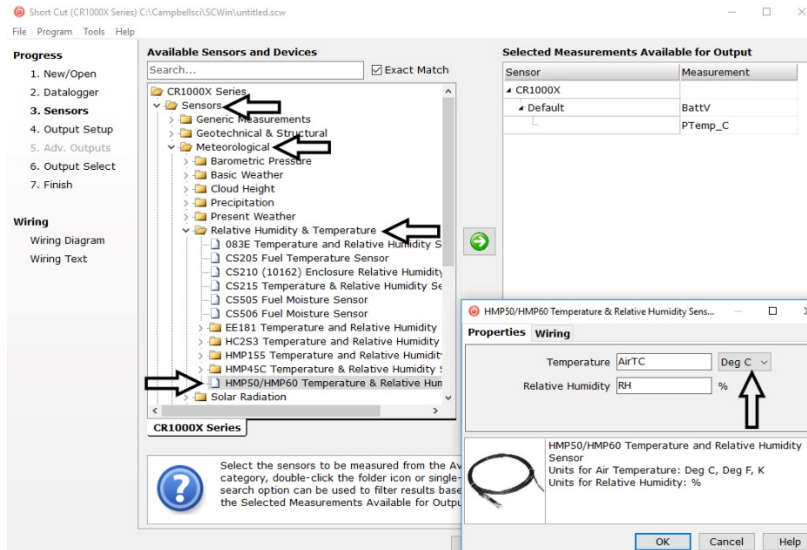 Short Cut (CR1000X Series) C:\Campbellsci\SCWin\untitled.scw
File Program Tools Help
Progress
1. New/Open
2. Datalogger
3. Sensors
4. Output Setup
5. Adv. Outputs
6. Output Select
7. Finish
Wiring
Wiring Diagram
Wiring Text
Available Sensors and Devices
Search...
Exact Match
CR1000X Series
Sensors
Generic Measurements
Geotechnical & Structural
Meteorological
Barometric Pressure
Basic Weather
Cloud Height
Precipitation
Present Weather
Relative Humidity & Temperature
083E Temperature and Relative Humidity S
CS205 Fuel Temperature Sensor
CS210 (10162) Enclosure Relative Humidity
CS215 Temperature & Relative Humidity Se
CS505 Fuel Moisture Sensor
CS506 Fuel Moisture Sensor
EE181 Temperature and Relative Humidity
HC2S3 Temperature and Relative Humidity
HMP155 Temperature and Relative Humidit
HMP45C Temperature & Relative Humidity
HMP50/HMP60 Temperature & Relative Hum
Solar Radiation
CR1000X Series
Select the sensors to be measured from the Av
category, double-click the folder icon or single-
search option can be used to filter results base
the Selected Measurements Available for Outpu
Selected Measurements Available for Output
Sensor Measurement
CR1000X
Default BattV
PTemp_C
HMP50/HMP60 Temperature & Relative Humidity Sens...
Properties Wiring
Temperature AirTC Deg C
Relative Humidity RH %
HMP50/HMP60 Temperature and Relative Humidity
Sensor
Units for Air Temperature: Deg C, Deg F, K
Units for Relative Humidity: %
OK Cancel Help